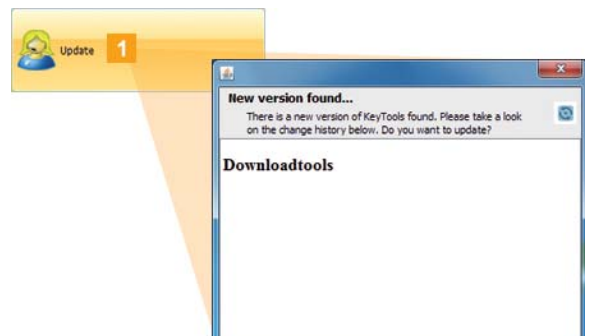 Update 1
New version found...
There is a new version of KeyTools found. Please take a look
on the change history below. Do you want to update?
Downloadtools